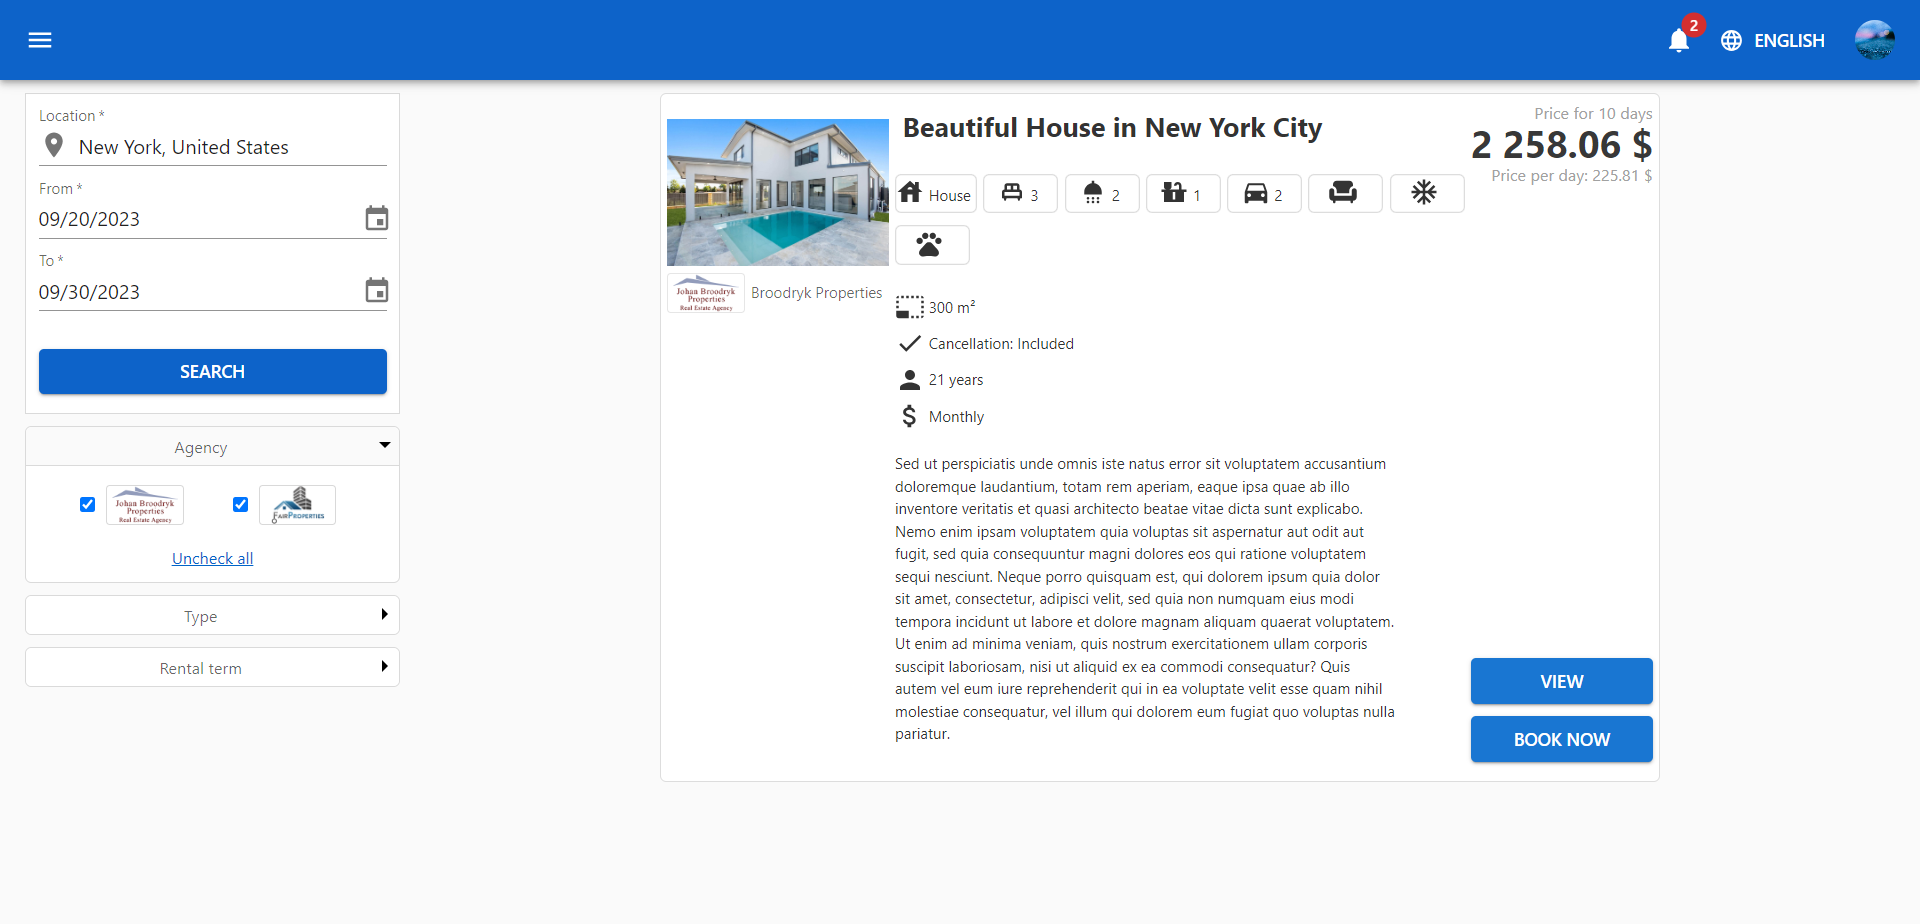 2
ENGLISH
Location *
New York, United States
From *
09/20/2023
To *
09/30/2023
SEARCH
Agency
Johan Broodryk
Properties
Real Estate Agency
FairProperties
Uncheck all
Type
Rental term
Johan Broodryk
Properties
Real Estate Agency
Broodryk Properties
Beautiful House in New York City
House
3
2
1
2
300 m²
Cancellation: Included
21 years
Monthly
Sed ut perspiciatis unde omnis iste natus error sit voluptatem accusantium
doloremque laudantium, totam rem aperiam, eaque ipsa quae ab illo
inventore veritatis et quasi architecto beatae vitae dicta sunt explicabo.
Nemo enim ipsam voluptatem quia voluptas sit aspernatur aut odit aut
fugit, sed quia consequuntur magni dolores eos qui ratione voluptatem
sequi nesciunt. Neque porro quisquam est, qui dolorem ipsum quia dolor
sit amet, consectetur, adipisci velit, sed quia non numquam eius modi
tempora incidunt ut labore et dolore magnam aliquam quaerat voluptatem.
Ut enim ad minima veniam, quis nostrum exercitationem ullam corporis
suscipit laboriosam, nisi ut aliquid ex ea commodi consequatur? Quis
autem vel eum iure reprehenderit qui in ea voluptate velit esse quam nihil
molestiae consequatur, vel illum qui dolorem eum fugiat quo voluptas nulla
pariatur.
Price for 10 days
2 258.06 $
Price per day: 225.81 $
VIEW
BOOK NOW